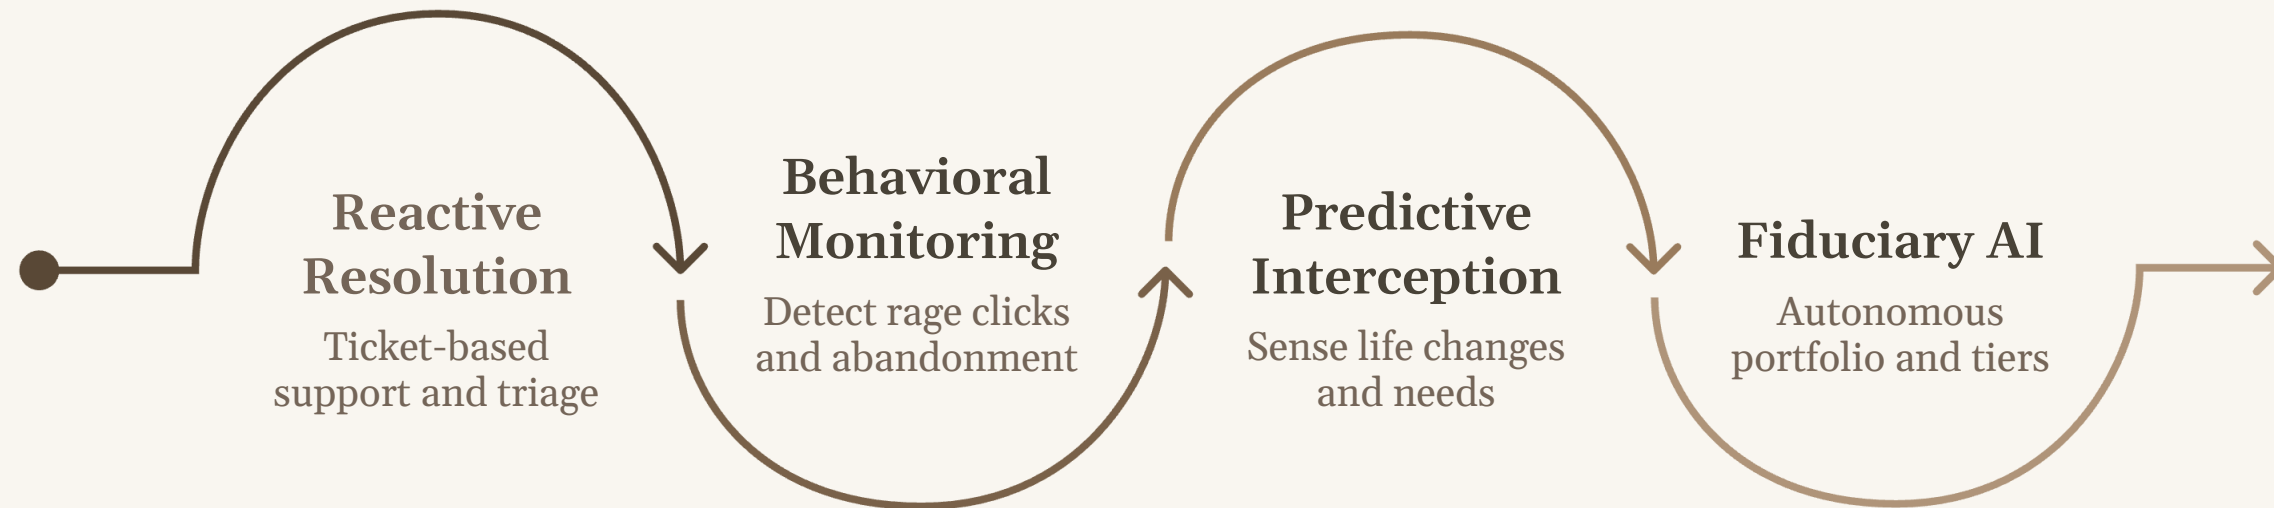 Reactive
Resolution
Ticket-based
support and triage
Behavioral
Monitoring
Detect rage clicks
and abandonment
Predictive
Interception
Sense life changes
and needs
Fiduciary AI
Autonomous
portfolio and tiers